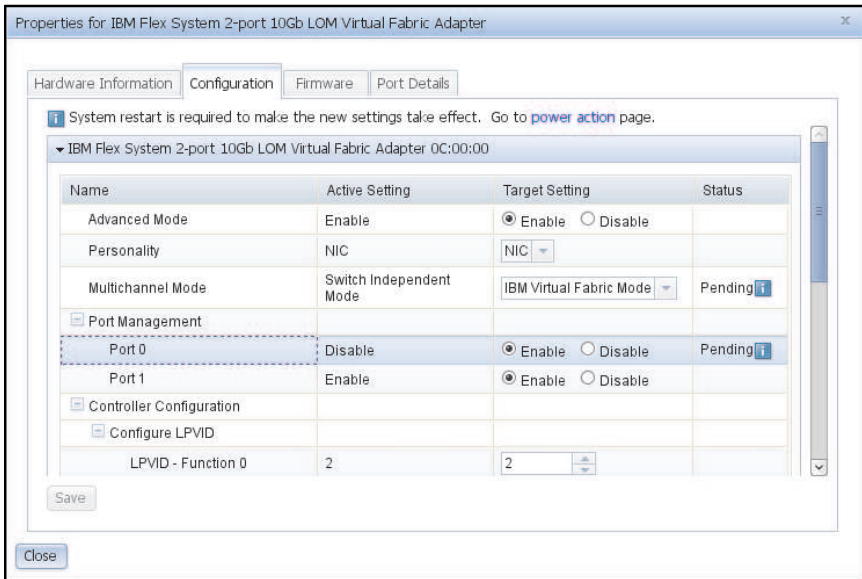 Properties for IBM Flex System 2-port 10Gb LOM Virtual Fabric Adapter x
Hardware Information Configuration Firmware Port Details
System restart is required to make the new settings take effect. Go to power action page.
IBM Flex System 2-port 10Gb LOM Virtual Fabric Adapter 0C:00:00
Name Active Setting Target Setting Status
Advanced Mode Enable Enable Disable
Personality NIC NIC
Multichannel Mode Switch Independent Mode IBM Virtual Fabric Mode Pending
Port Management
Port 0 Disable Enable Disable Pending
Port 1 Enable Enable Disable
Controller Configuration
Configure LPVID
LPVID - Function 0 2 2
Save
Close